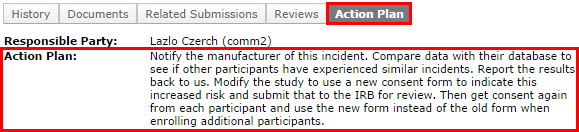 History Documents Related Submissions Reviews Action Plan
Responsible Party: Lazlo Czerch (comm2)
Action Plan: Notify the manufacturer of this incident. Compare data with their database to
see if other participants have experienced similar incidents. Report the results
back to us. Modify the study to use a new consent form to indicate this
increased risk and submit that to the IRB for review. Then get consent again
from each participant and use the new form instead of the old form when
enrolling additional participants.